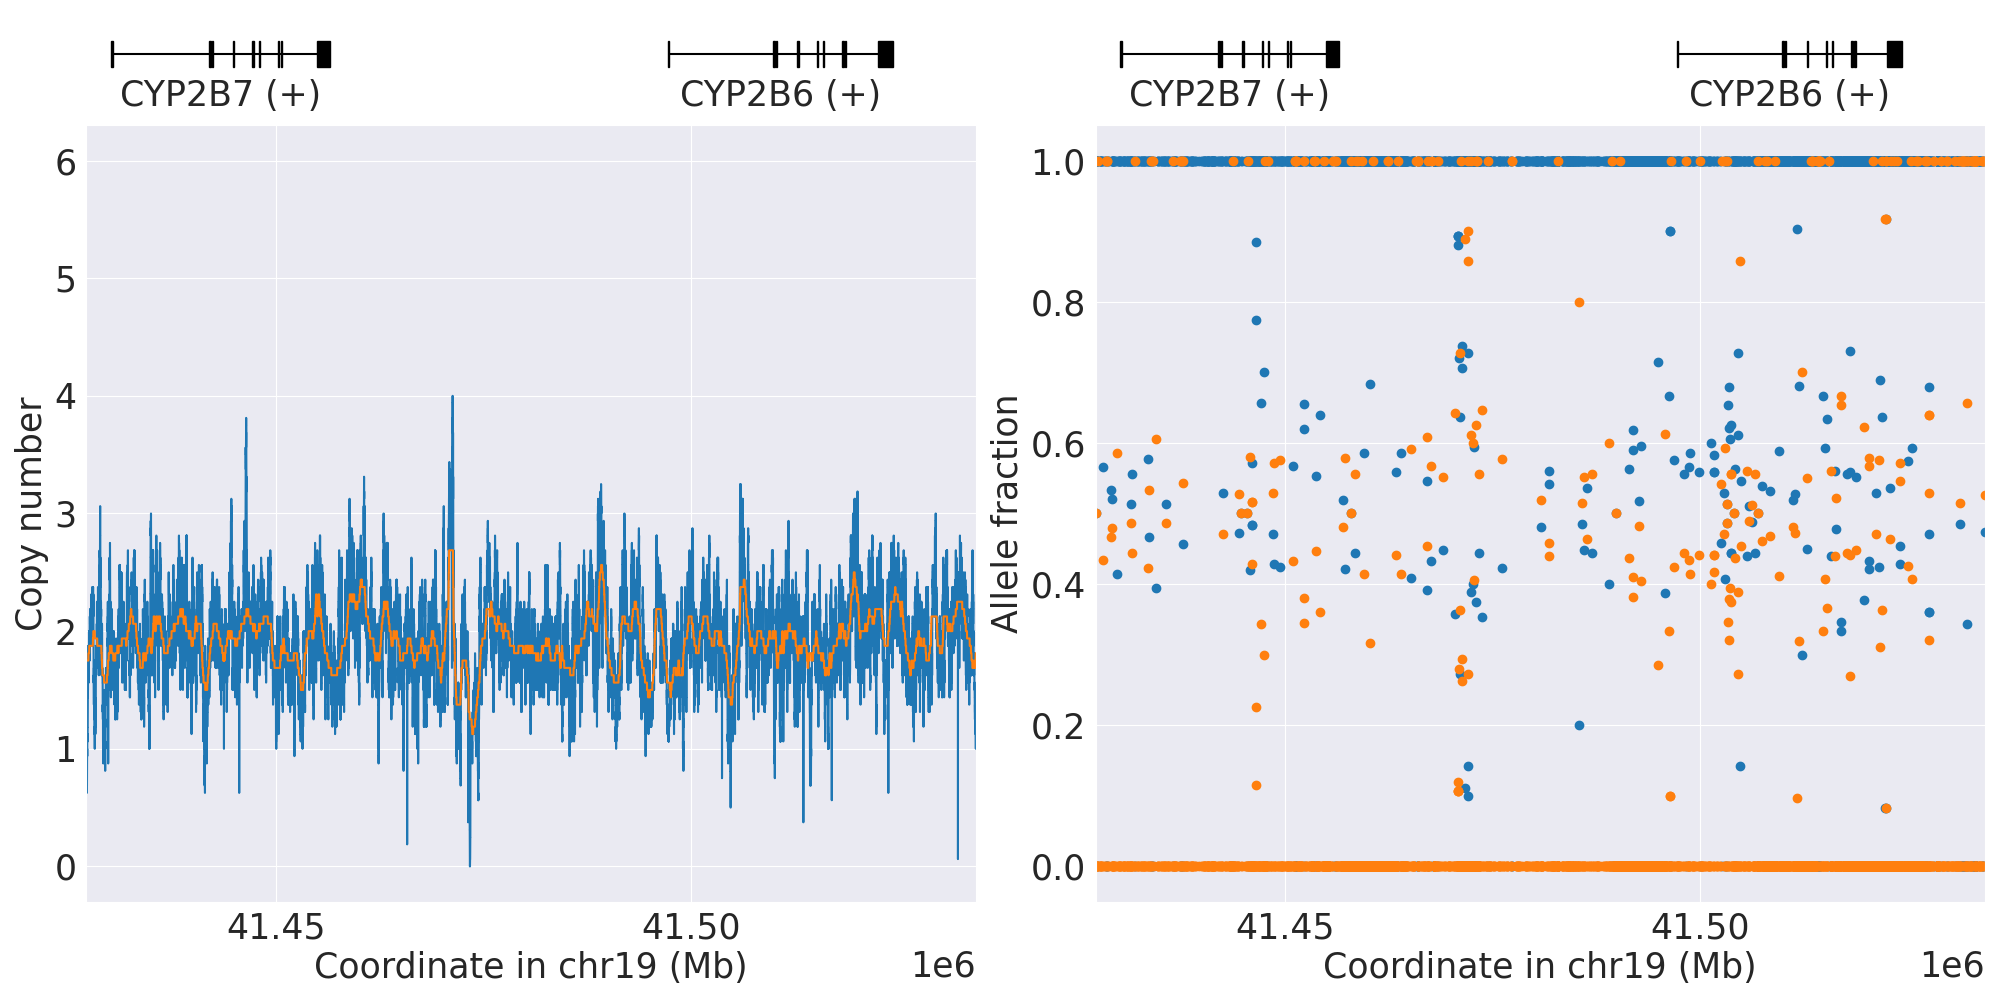 CYP2B7 (+)
CYP2B6 (+)
6
5
4
3
2
1
0
Copy number
41.45
41.50
Coordinate in chr19 (Mb)
1e6
CYP2B7 (+)
CYP2B6 (+)
1.0
0.8
0.6
0.4
0.2
0.0
Allele fraction
41.45
41.50
Coordinate in chr19 (Mb)
1e6